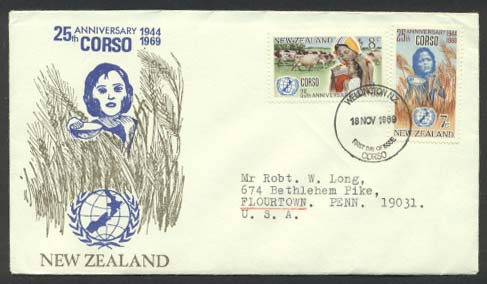 25th ANNIVERSARY 1944
CORSO 1969
NEW ZEALAND
NEW ZEALAND 8c
CORSO
25th ANNIVERSARY
25th ANNIVERSARY 1944
CORSO 1969
7c
NEW ZEALAND
WELLINGTON N.Z.
18 NOV 1969
FIRST DAY OF ISSUE
CORSO
Mr Robt. W. Long,
674 Bethlehem Pike,
FLOURTOWN. PENN. 19031.
U. S. A.